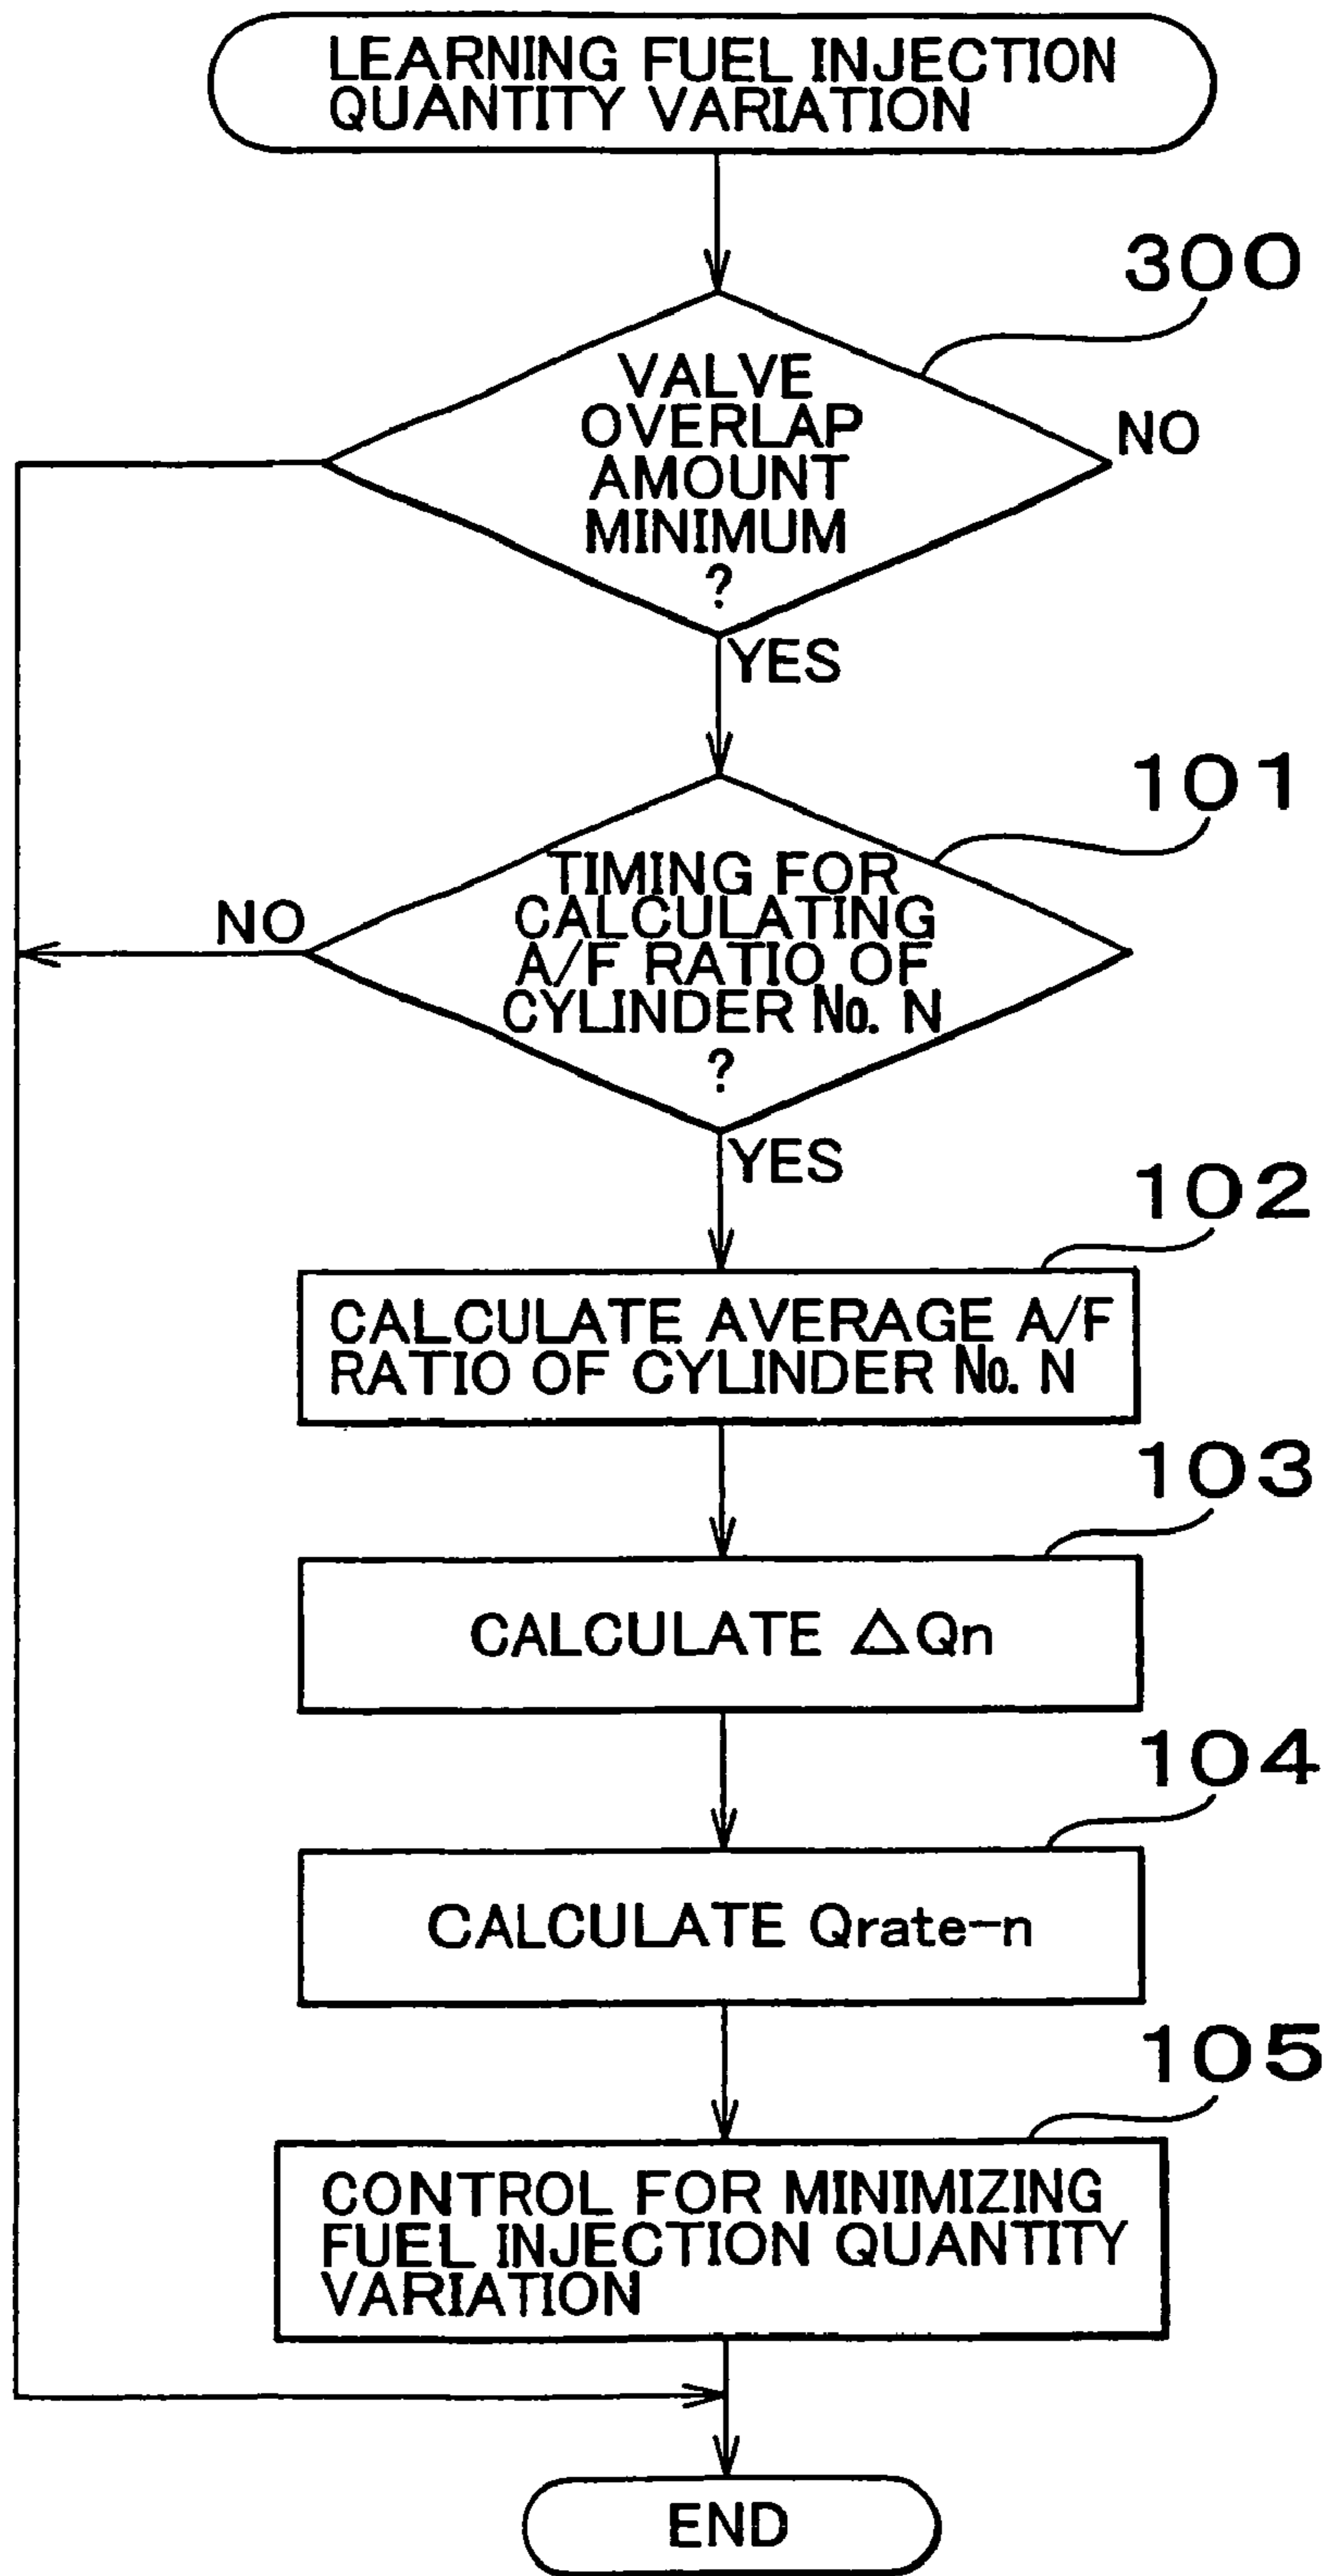 LEARNING FUEL INJECTION
QUANTITY VARIATION
300
VALVE
OVERLAP
AMOUNT
MINIMUM
?
NO
YES
101
TIMING FOR
CALCULATING
A/F RATIO OF
CYLINDER No. N
?
NO
YES
102
CALCULATE AVERAGE A/F
RATIO OF CYLINDER No. N
103
CALCULATE △Qn
104
CALCULATE Qrate-n
105
CONTROL FOR MINIMIZING
FUEL INJECTION QUANTITY
VARIATION
END